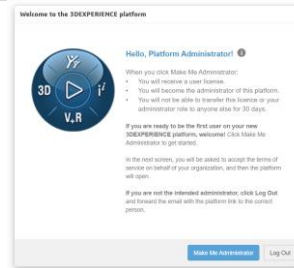 Welcome to the 3DEXPERIENCE platform
Hello, Platform Administrator!
When you click Make Me Administrator:
You will receive a user license.
You will become the administrator of this platform.
You will not be able to transfer this license or your
administrator role to anyone else for 30 days.
If you are ready to be the first user on your new
3DEXPERIENCE platform, welcome! Click Make Me
Administrator to get started.
In the next screen, you will be asked to accept the terms of
service on behalf of your organization, and then the platform
will open.
If you are not the intended administrator, click Log Out
and forward the email with the platform link to the correct
person.
3D
V.R
Make Me Administrator
Log Out